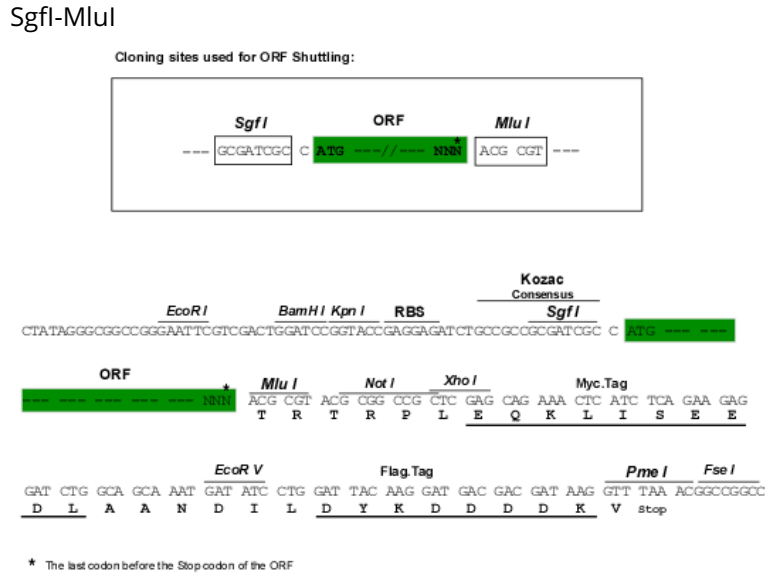 SgfI-MluI
Cloning sites used for ORF Shuttling:
Sgf I ORF Mlu I
--- GCGATCGC C ATG ---//--- NNN* ACG CGT ---
Kozac
Consensus
EcoR I BamH I Kpn I RBS Sgf I
CTATAGGGCGGCCGGGAATTCGTCGACTGGATCCGGTACCGAGGAGATCTGCCGCCGCGATCGC C ATG --- ---
ORF Mlu I Not I Xho I Myc.Tag
--- --- --- --- --- --- NNN* ACG CGT ACG CGG CCG CTC GAG CAG AAA CTC ATC TCA GAA GAG
T R T R P L E Q K L I S E E
EcoR V Flag.Tag Pme I Fse I
GAT CTG GCA GCA AAT GAT ATC CTG GAT TAC AAG GAT GAC GAC GAT AAG GTT TAA ACGGCCGGCC
D L A A N D I L D Y K D D D D K V Stop
* The last codon before the Stop codon of the ORF